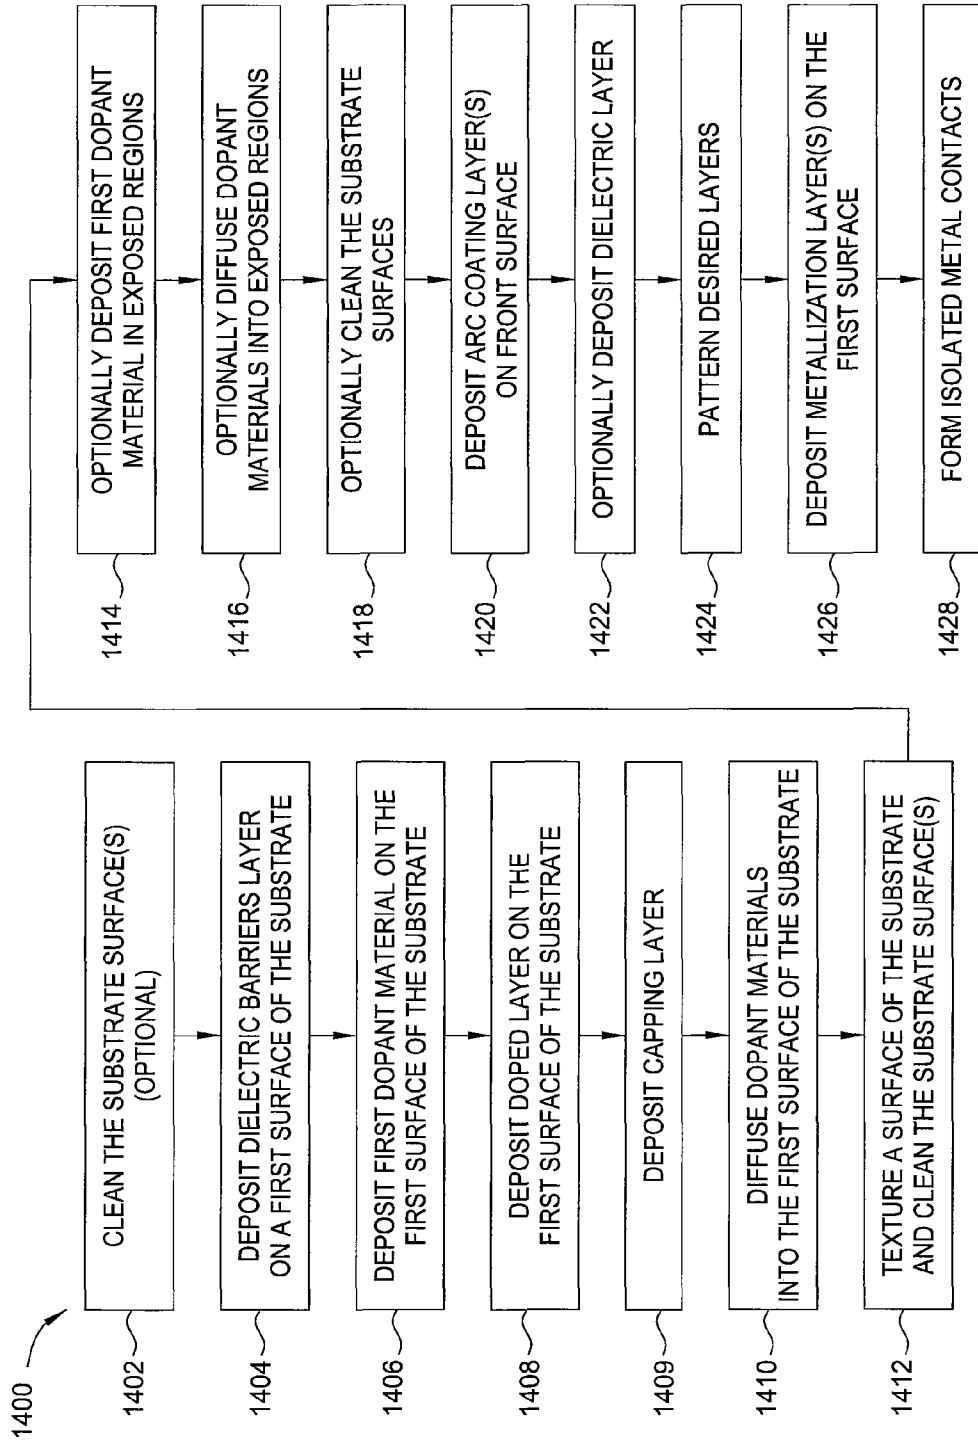 1400
1402
CLEAN THE SUBSTRATE SURFACE(S)
(OPTIONAL)
1404
DEPOSIT DIELECTRIC BARRIERS LAYER
ON A FIRST SURFACE OF THE SUBSTRATE
1406
DEPOSIT FIRST DOPANT MATERIAL ON THE
FIRST SURFACE OF THE SUBSTRATE
1408
DEPOSIT DOPED LAYER ON THE
FIRST SURFACE OF THE SUBSTRATE
1409
DEPOSIT CAPPING LAYER
1410
DIFFUSE DOPANT MATERIALS
INTO THE FIRST SURFACE OF THE SUBSTRATE
1412
TEXTURE A SURFACE OF THE SUBSTRATE
AND CLEAN THE SUBSTRATE SURFACE(S)
1414
OPTIONALLY DEPOSIT FIRST DOPANT
MATERIAL IN EXPOSED REGIONS
1416
OPTIONALLY DIFFUSE DOPANT
MATERIALS INTO EXPOSED REGIONS
1418
OPTIONALLY CLEAN THE SUBSTRATE
SURFACES
1420
DEPOSIT ARC COATING LAYER(S)
ON FRONT SURFACE
1422
OPTIONALLY DEPOSIT DIELECTRIC LAYER
1424
PATTERN DESIRED LAYERS
1426
DEPOSIT METALLIZATION LAYER(S) ON THE
FIRST SURFACE
1428
FORM ISOLATED METAL CONTACTS